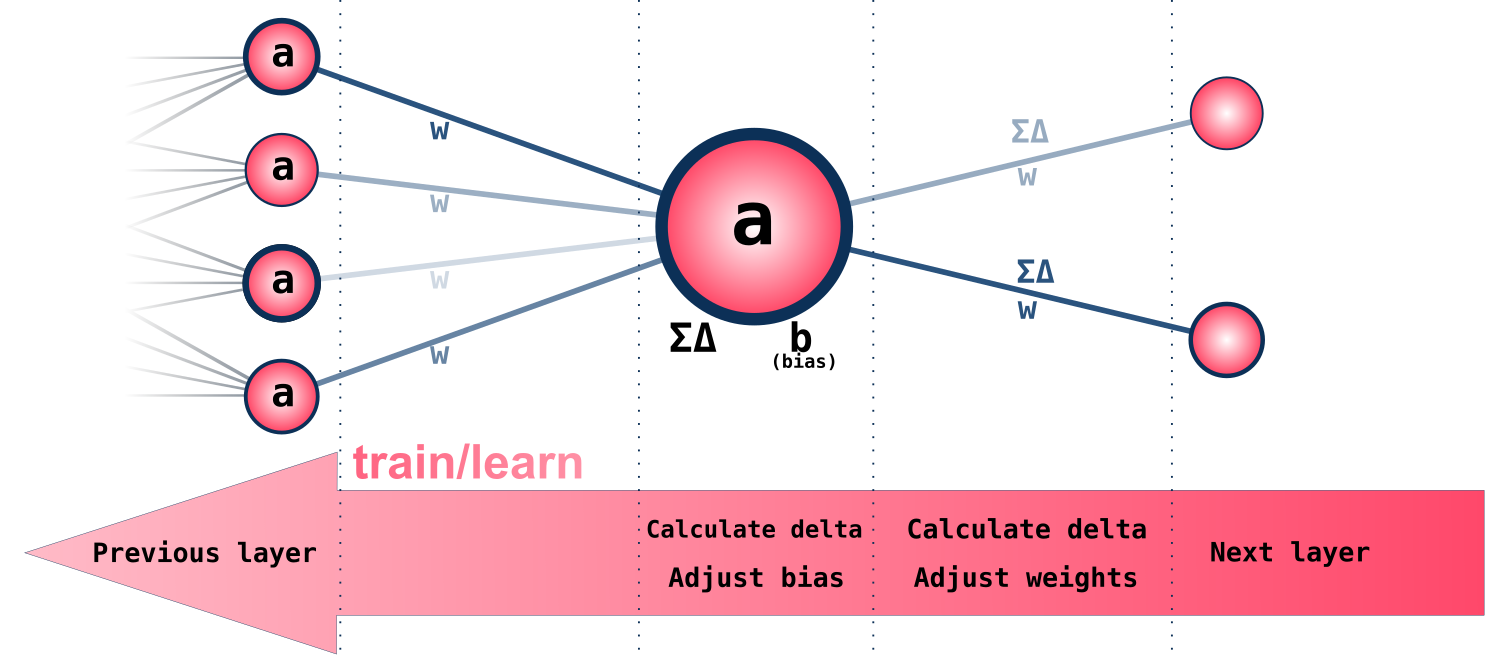 a
a
a
a
w
w
w
w
a
ΣΔ
b
(bias)
ΣΔ
w
ΣΔ
w
train/learn
Previous layer
Calculate delta
Adjust bias
Calculate delta
Adjust weights
Next layer